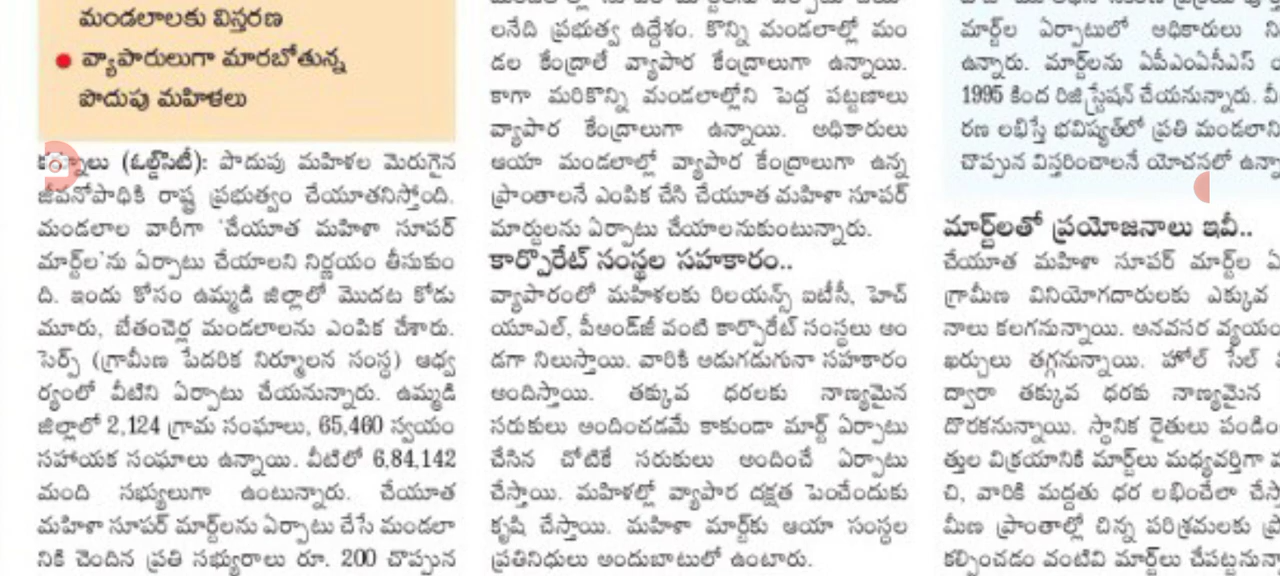 మండలాలకు విస్తరణ
వ్యాపారులుగా మారబోతున్న
పొదుపు మహిళలు
(ఓల్డ్‌సిటీ): పొదుపు మహిళల మెరుగైన
జీవనోపాధికి రాష్ట్ర ప్రభుత్వం చేయూతనిస్తోంది.
మండలాల వారీగా 'చేయూత మహిళా సూపర్
మార్ట్‌ల'ను ఏర్పాటు చేయాలని నిర్ణయం తీసుకుం
ది. ఇందు కోసం ఉమ్మడి జిల్లాలో మొదట కోడు
మూరు, బేతంచెర్ల మండలాలను ఎంపిక చేశారు.
సెర్ప్ (గ్రామీణ పేదరిక నిర్మూలన సంస్థ) ఆధ్వ
ర్యంలో వీటిని ఏర్పాటు చేయనున్నారు. ఉమ్మడి
జిల్లాలో 2,124 గ్రామ సంఘాలు, 65,460 స్వయం
సహాయక సంఘాలు ఉన్నాయి. వీటిలో 6,84,142
మంది సభ్యులుగా ఉంటున్నారు. చేయూత
మహిళా సూపర్ మార్ట్‌లను ఏర్పాటు చేసే మండలా
నికి చెందిన ప్రతి సభ్యురాలు రూ. 200 చొప్పున
లనేది ప్రభుత్వ ఉద్దేశం. కొన్ని మండలాల్లో మం
డల కేంద్రాలే వ్యాపార కేంద్రాలుగా ఉన్నాయి.
కాగా మరికొన్ని మండలాల్లోని పెద్ద పట్టణాలు
వ్యాపార కేంద్రాలుగా ఉన్నాయి. అధికారులు
ఆయా మండలాల్లో వ్యాపార కేంద్రాలుగా ఉన్న
ప్రాంతాలనే ఎంపిక చేసి చేయూత మహిళా సూపర్
మార్టులను ఏర్పాటు చేయాలనుకుంటున్నారు.
కార్పొరేట్ సంస్థల సహకారం..
వ్యాపారంలో మహిళలకు రిలయన్స్ ఐటీసీ, హెచ్
యూఎల్, పీఅండ్‌జీ వంటి కార్పొరేట్ సంస్థలు అం
డగా నిలుస్తాయి. వారికి అడుగడుగునా సహకారం
అందిస్తాయి. తక్కువ ధరలకు నాణ్యమైన
సరుకులు అందించడమే కాకుండా మార్ట్ ఏర్పాటు
చేసిన చోటికే సరుకులు అందించే ఏర్పాటు
చేస్తాయి. మహిళల్లో వ్యాపార దక్షత పెంచేందుకు
కృషి చేస్తాయి. మహిళా మార్ట్‌కు ఆయా సంస్థల
ప్రతినిధులు అందుబాటులో ఉంటారు.
మార్ట్‌ల ఏర్పాటులో అధికారులు
ఉన్నారు. మార్ట్‌లను ఏపీఎంఏసీఎస్
1995 కింద రిజిస్ట్రేషన్ చేయనున్నారు.
రణ లభిస్తే భవిష్యత్‌లో ప్రతి మండలాని
చొప్పున విస్తరించాలనే యోచనలో
మార్ట్‌లతో ప్రయోజనాలు ఇవీ..
చేయూత మహిళా సూపర్ మార్ట్‌ల
గ్రామీణ వినియోగదారులకు ఎక్కువ
నాలు కలగనున్నాయి. అనవసర వ్యయం
ఖర్చులు తగ్గనున్నాయి. హోల్ సేల్
ద్వారా తక్కువ ధరకు నాణ్యమైన
దొరకనున్నాయి. స్థానిక రైతులు పండిం
త్తుల విక్రయానికి మార్ట్‌లు మధ్యవర్తిగా
చి, వారికి మద్దతు ధర లభించేలా
మీణ ప్రాంతాల్లో చిన్న పరిశ్రమలకు
కల్పించడం వంటివి మార్ట్‌లు